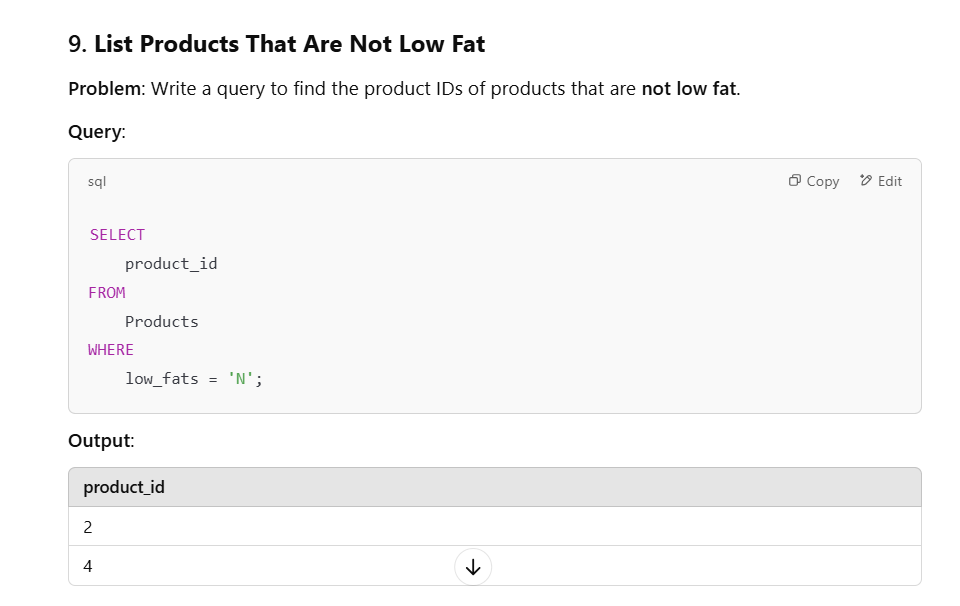 9. List Products That Are Not Low Fat
Problem: Write a query to find the product IDs of products that are not low fat.
Query:
sql
Copy
Edit
SELECT
product_id
FROM
Products
WHERE
low_fats = 'N';
Output:
product_id
2
4